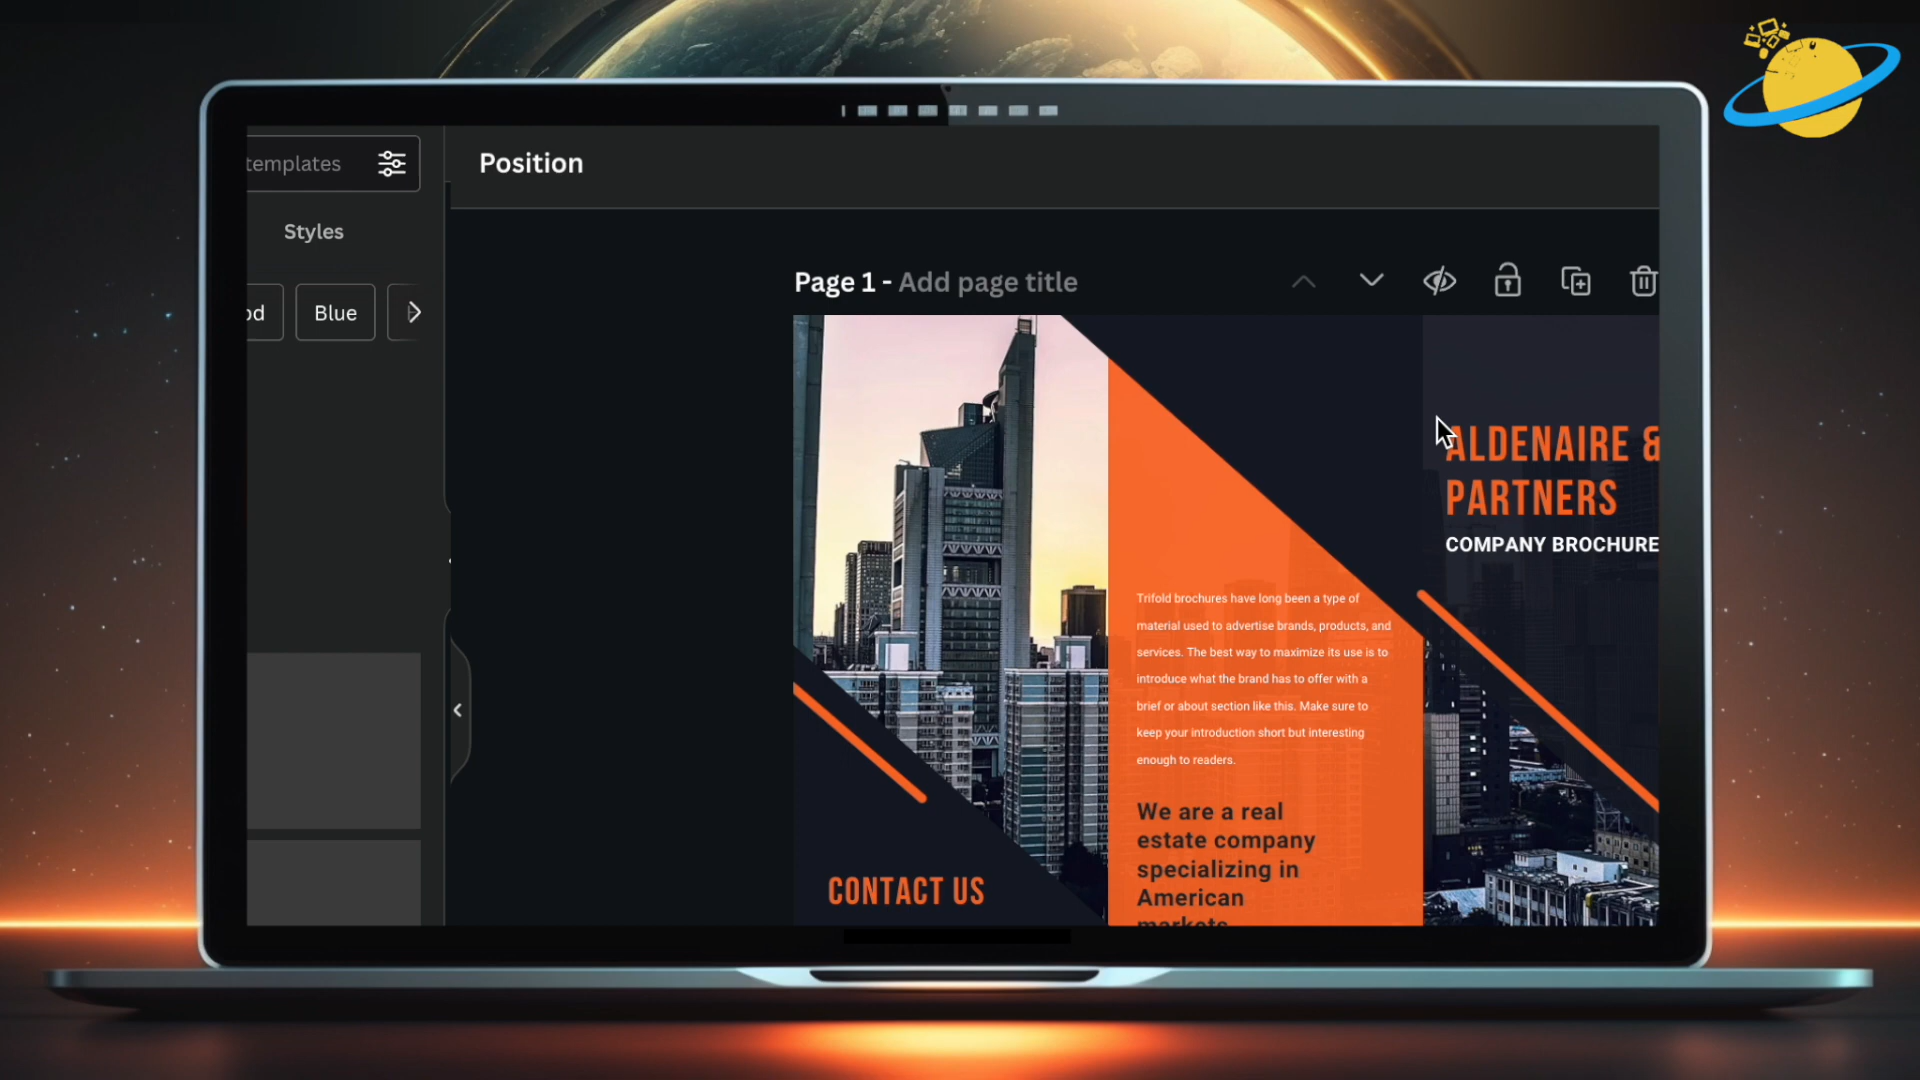 templates
Styles
od
Blue
Position
Page 1 - Add page title
CONTACT US
Trifold brochures have long been a type of
material used to advertise brands, products, and
services. The best way to maximize its use is to
introduce what the brand has to offer with a
brief or about section like this. Make sure to
keep your introduction short but interesting
enough to readers.
We are a real
estate company
specializing in
American
markets
ALDENAIRE &
PARTNERS
COMPANY BROCHURE